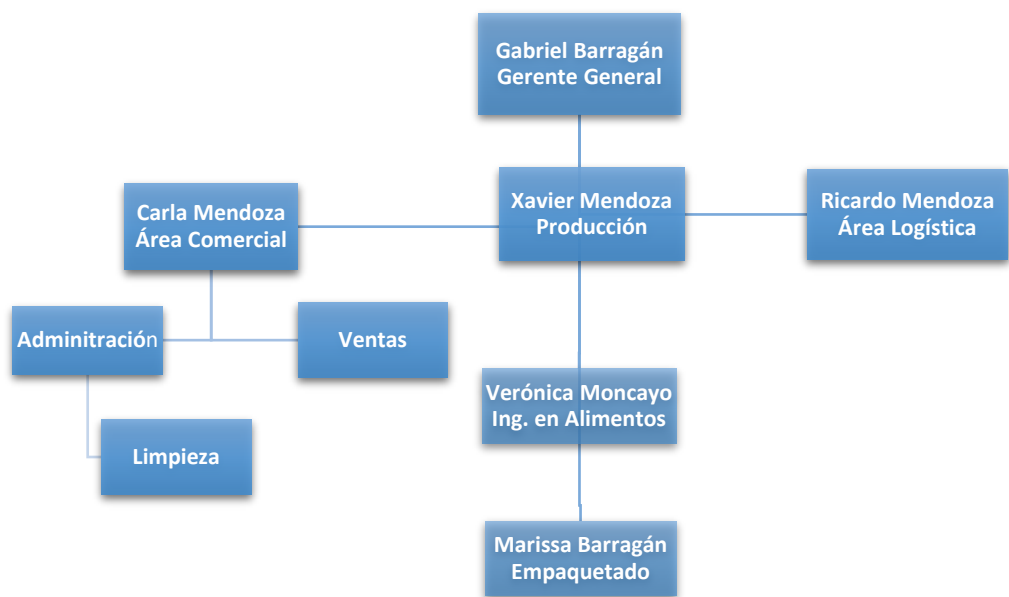 Gabriel Barragán
Gerente General
Carla Mendoza
Área Comercial
Xavier Mendoza
Producción
Ricardo Mendoza
Área Logística
Adminitración
Ventas
Verónica Moncayo
Ing. en Alimentos
Limpieza
Marissa Barragán
Empaquetado